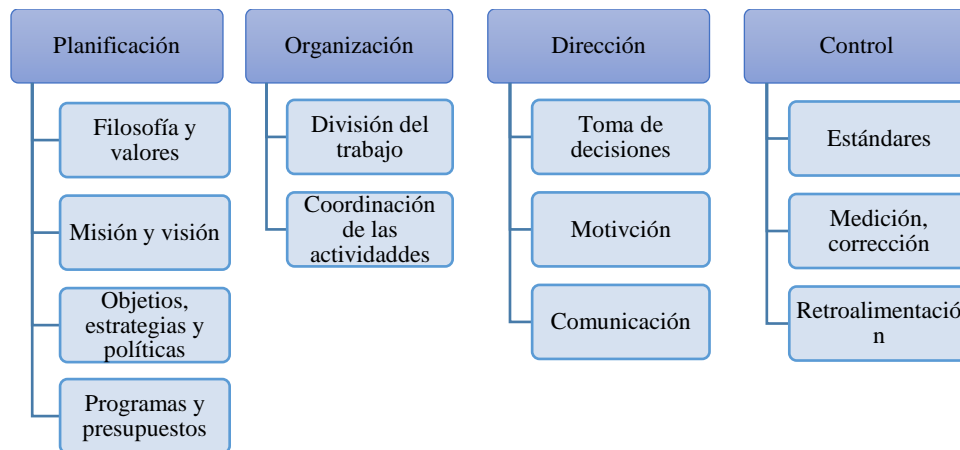 Planificación
Filosofía y
valores
Misión y visión
Objetios,
estrategias y
políticas
Programas y
presupuestos
Organización
División del
trabajo
Coordinación
de las
actividaddes
Dirección
Toma de
decisiones
Motivción
Comunicación
Control
Estándares
Medición,
corrección
Retroalimentació
n